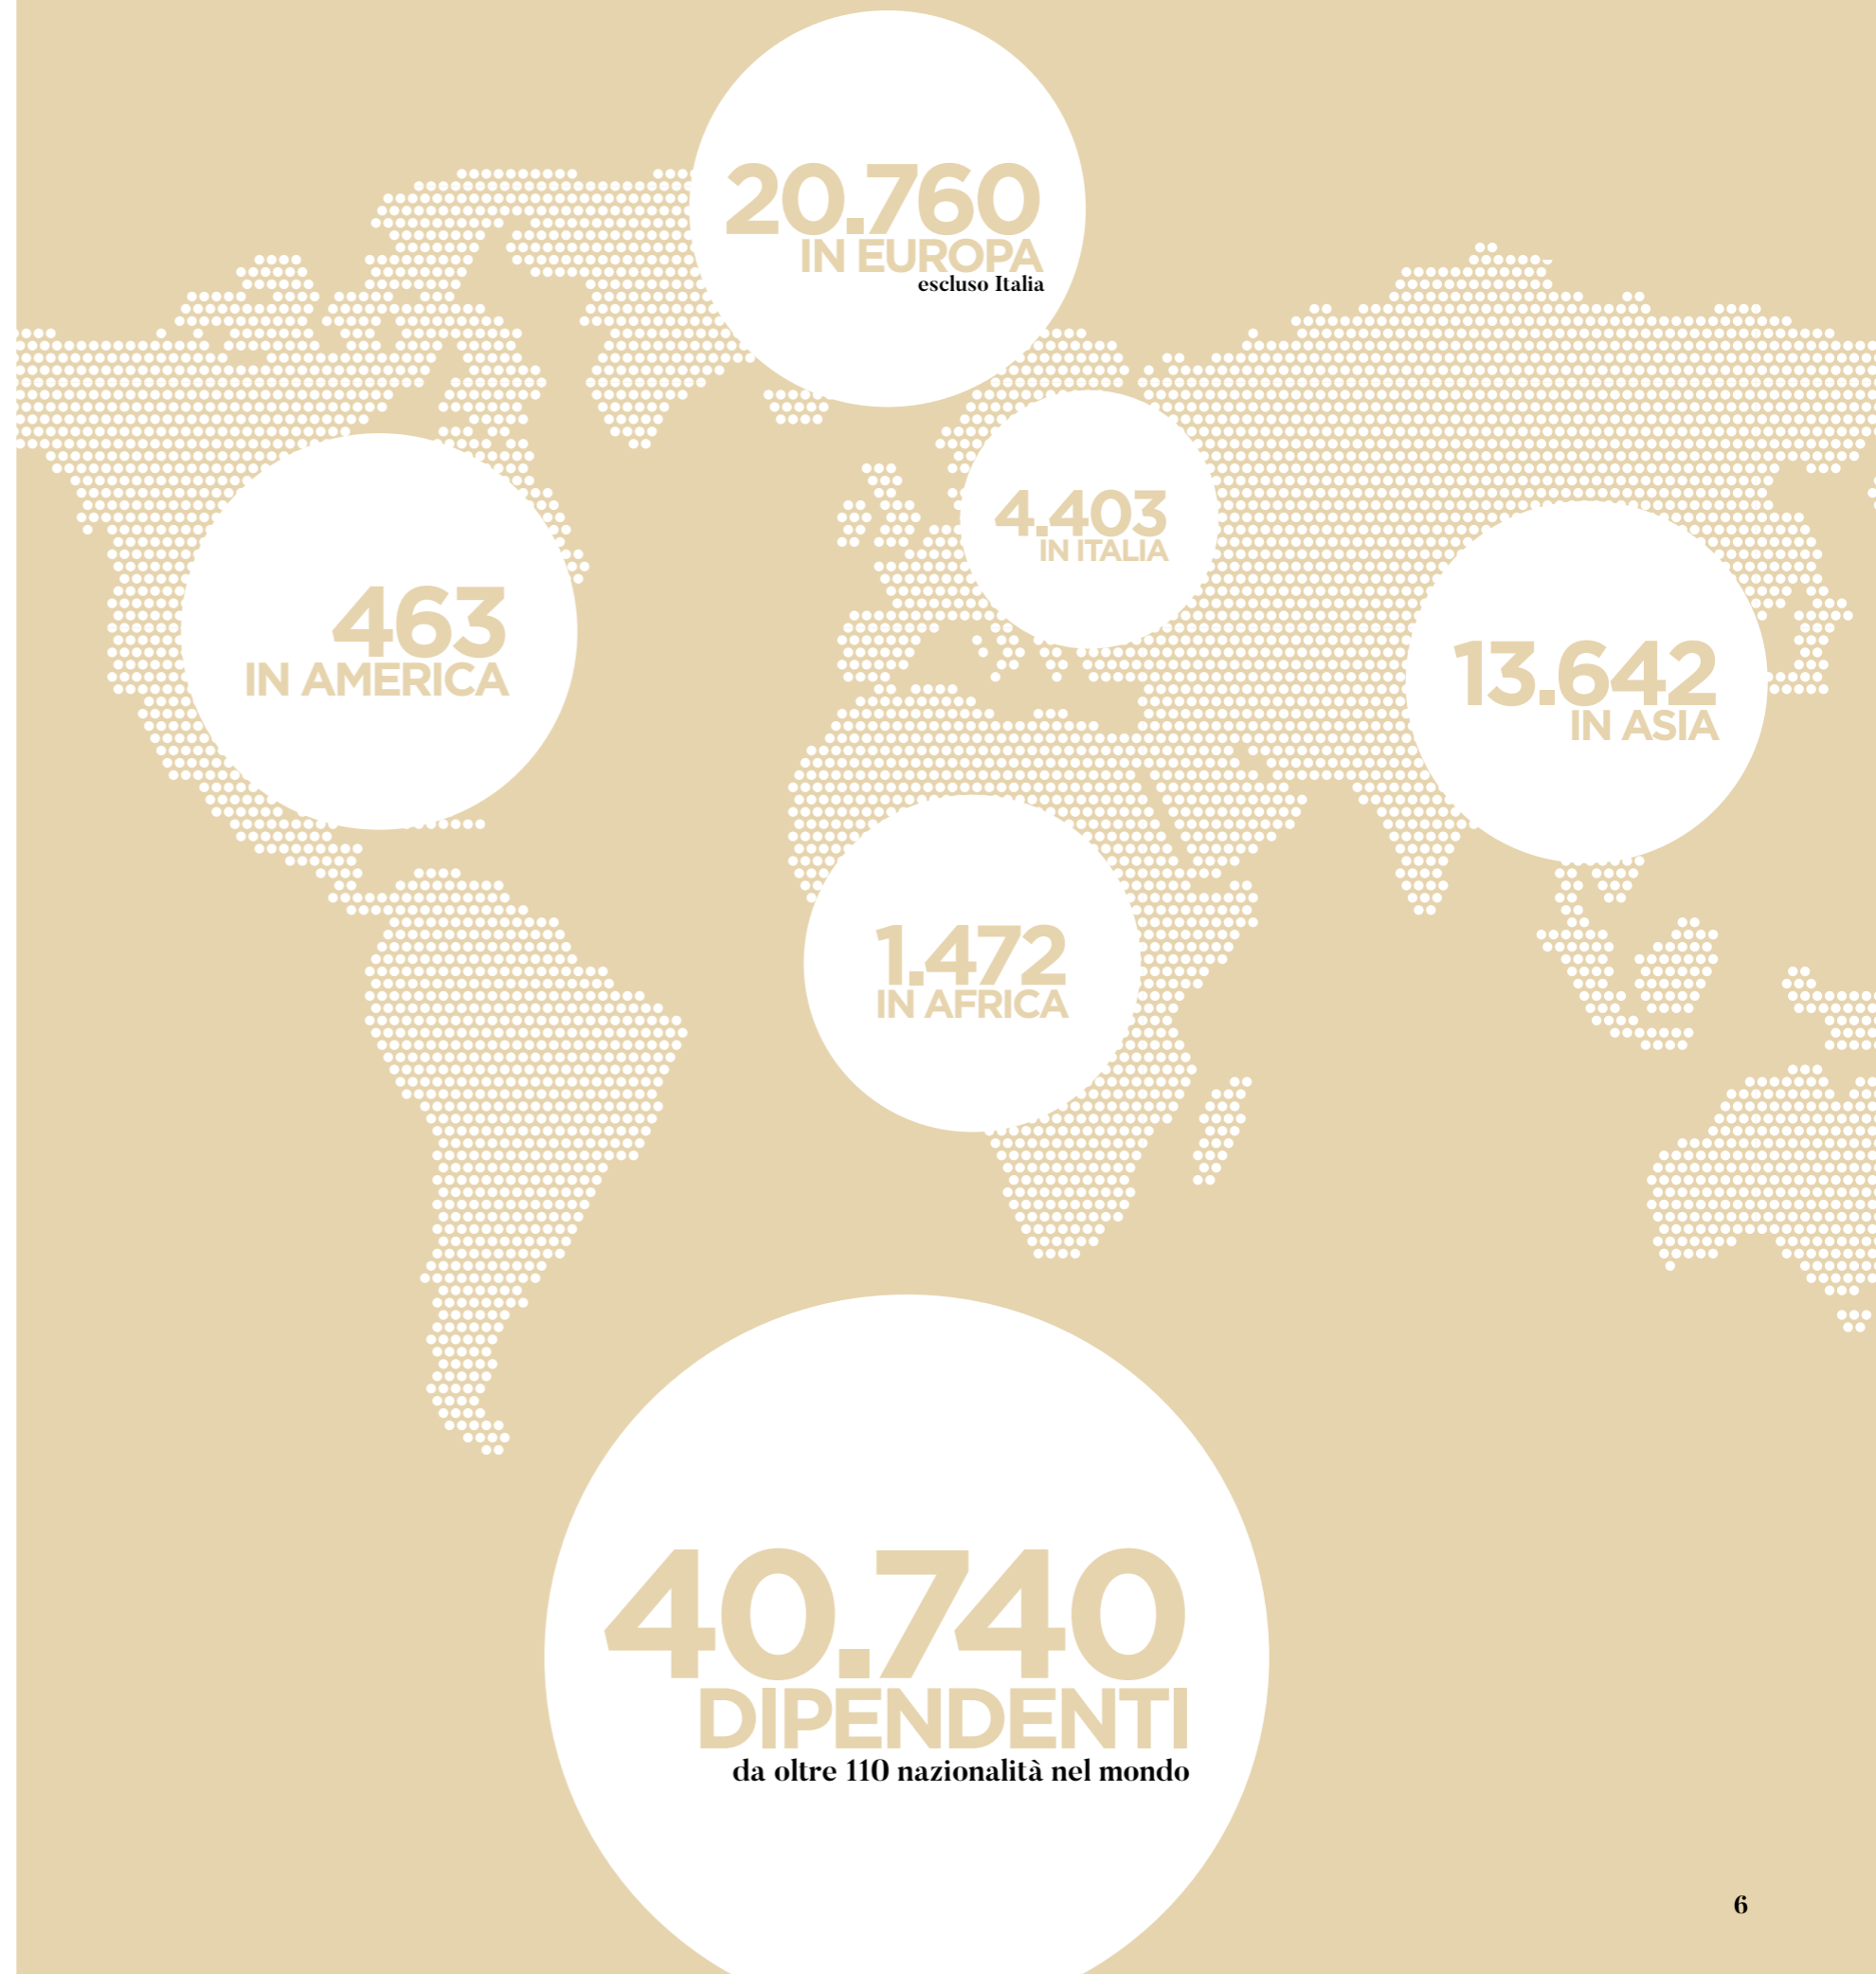 20.760
IN EUROPA
escluso Italia
4.403
IN ITALIA
463
IN AMERICA
13.642
IN ASIA
1.472
IN AFRICA
40.740
DIPENDENTI
da oltre 110 nazionalità nel mondo
6